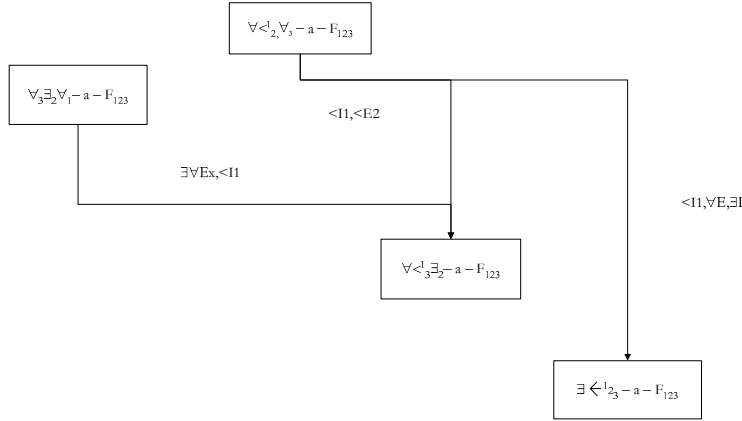 ∀<¹₂,∀₃ – a – F₁₂₃
∀₃∃₂∀₁– a – F₁₂₃
<I1,<E2
∃∀Ex,<I1
<I1,∀E,∃I
∀<¹₃∃₂– a – F₁₂₃
∃ <–¹₂₃ – a – F₁₂₃